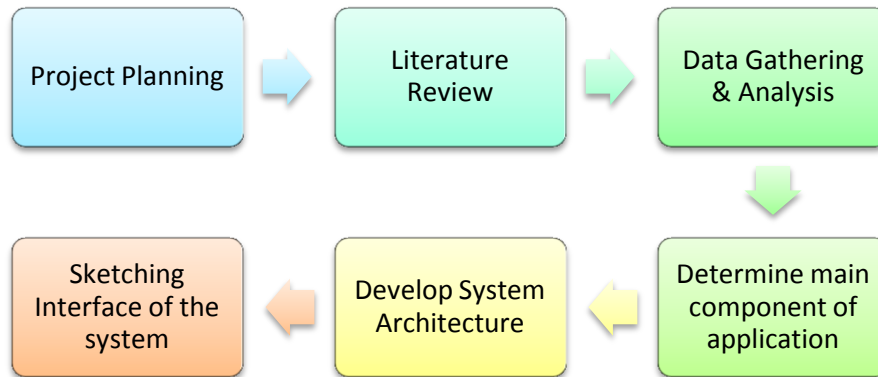 Project Planning
Literature
Review
Data Gathering
& Analysis
Determine main
component of
application
Develop System
Architecture
Sketching
Interface of the
system